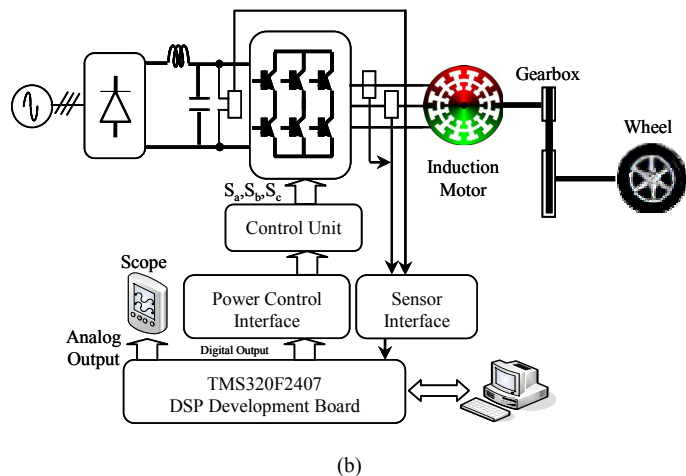 Gearbox
Wheel
Induction
Motor
Sa,Sb,Sc
Control Unit
Scope
Power Control
Interface
Sensor
Interface
Analog
Output
Digital Output
TMS320F2407
DSP Development Board
(b)